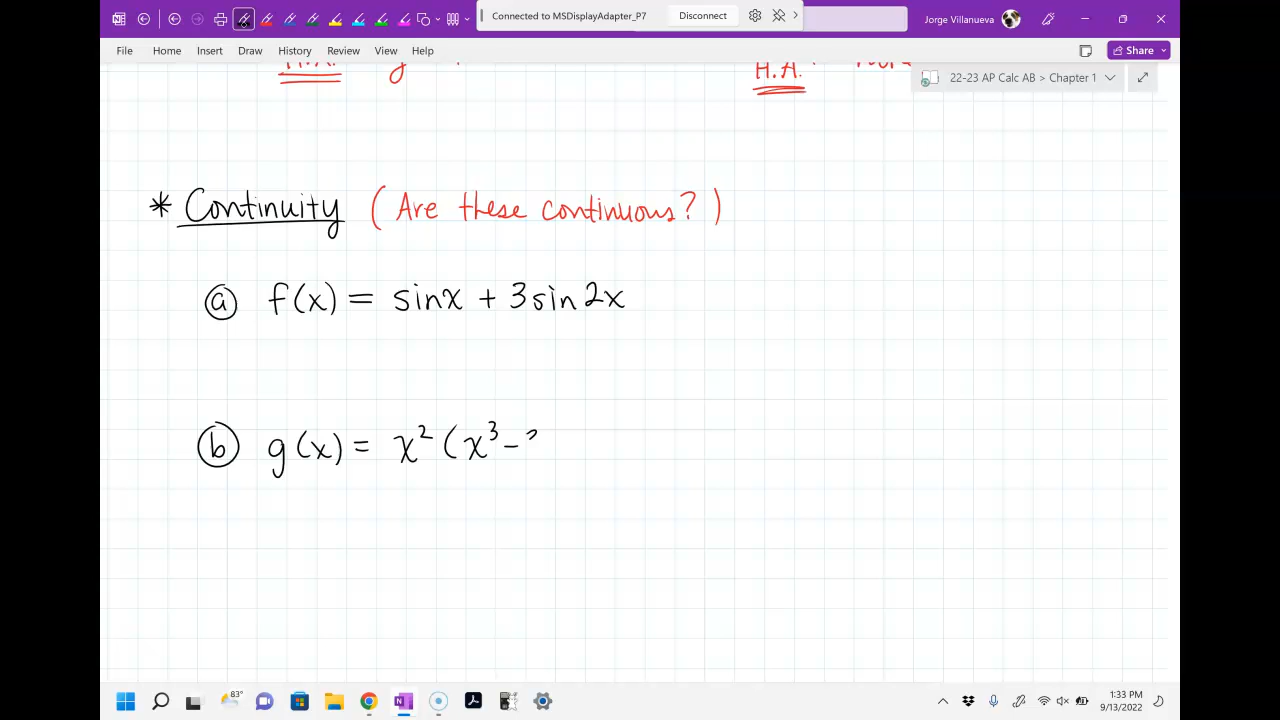 Connected to MSDisplayAdapter_P7 Disconnect
Jorge Villanueva
File Home Insert Draw History Review View Help
Share
H.A.
22-23 AP Calc AB > Chapter 1
* Continuity (Are these continuous?)
ⓐ f(x) = sinx + 3sin2x
ⓑ g(x) = x² (x³ –
83°
1:33 PM
9/13/2022